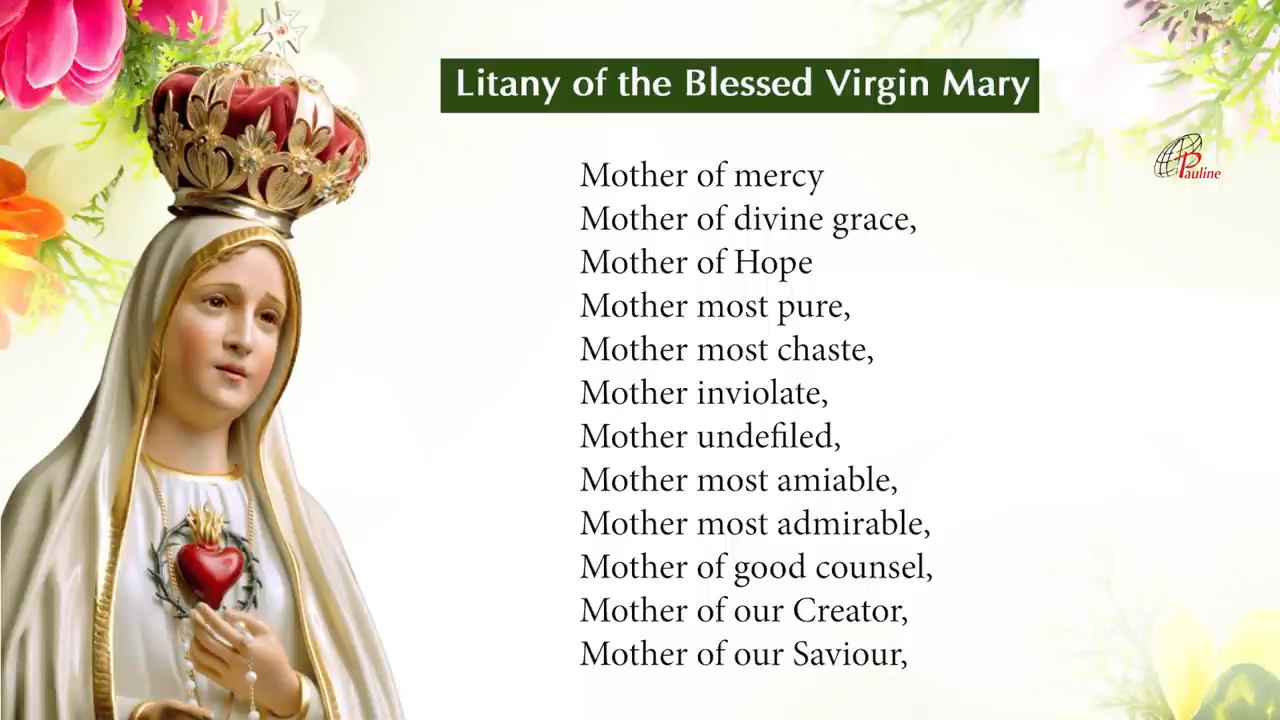 Litany of the Blessed Virgin Mary
Pauline
Mother of mercy
Mother of divine grace,
Mother of Hope
Mother most pure,
Mother most chaste,
Mother inviolate,
Mother undefiled,
Mother most amiable,
Mother most admirable,
Mother of good counsel,
Mother of our Creator,
Mother of our Saviour,